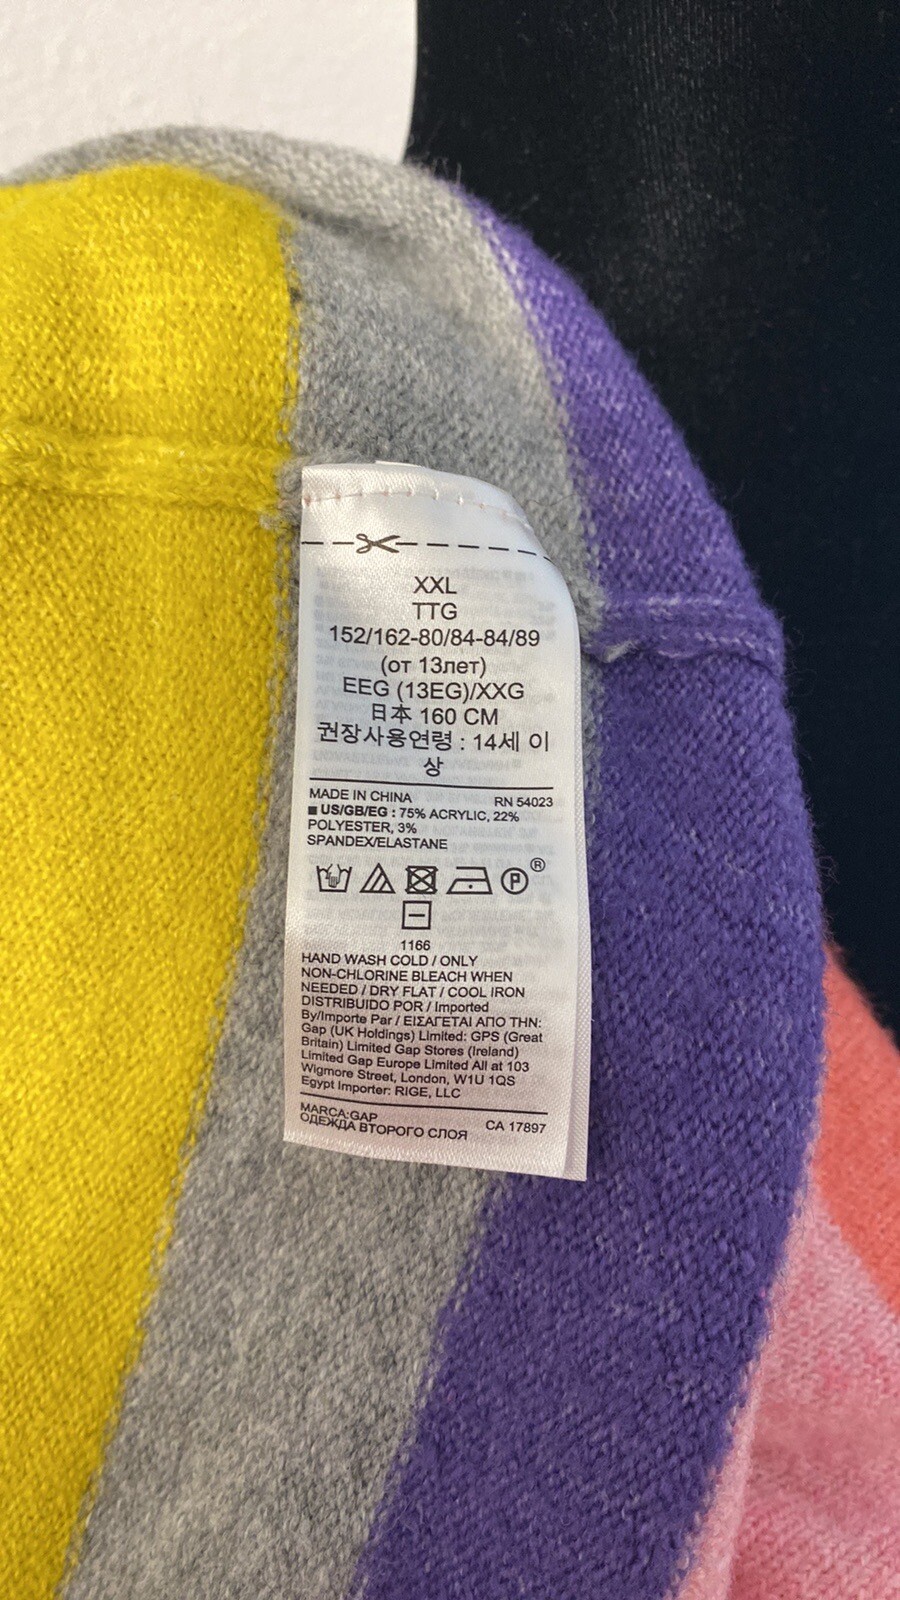 XXL
TTG
152/162-80/84-84/89
(от 13лет)
EEG (13EG)/XXG
日本 160 CM
권장사용연령 : 14세 이
상
MADE IN CHINA RN 54023
US/GB/EG : 75% ACRYLIC, 22%
POLYESTER, 3%
SPANDEX/ELASTANE
P®
1166
HAND WASH COLD / ONLY
NON-CHLORINE BLEACH WHEN
NEEDED / DRY FLAT / COOL IRON
DISTRIBUIDO POR / Imported
By/Importe Par / ΕΙΣΑΓΕΤΑΙ ΑΠΟ ΤΗΝ:
Gap (UK Holdings) Limited: GPS (Great
Britain) Limited Gap Stores (Ireland)
Limited Gap Europe Limited All at 103
Wigmore Street, London, W1U 1QS
Egypt Importer: RIGE, LLC
MARCA:GAP
ОДЕЖДА ВТОРОГО СЛОЯ CA 17897